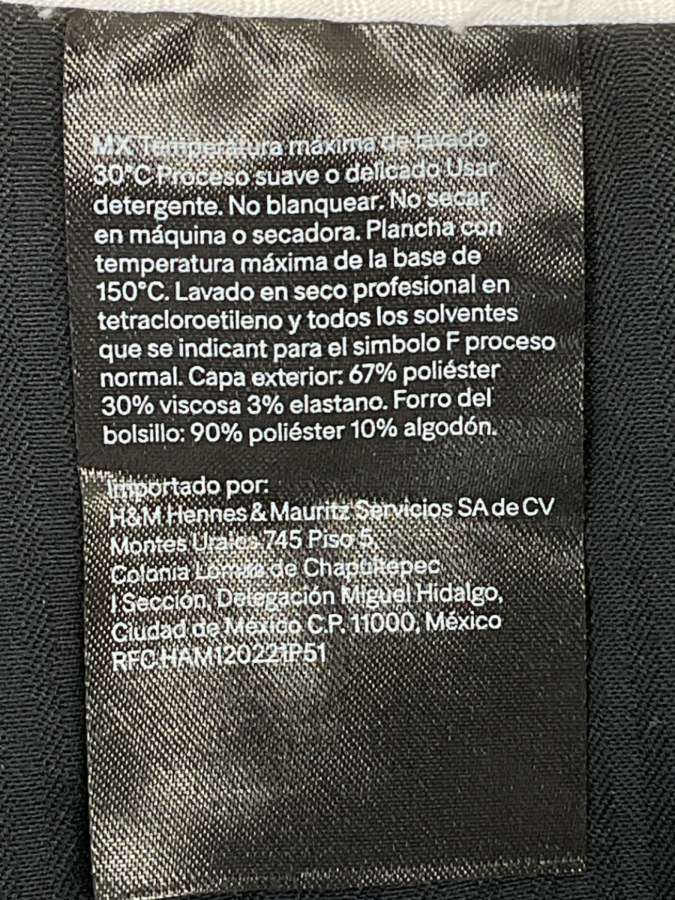 MX. Temperatura máxima de lavado
30°C Proceso suave o delicado Usar
detergente. No blanquear. No secar
en máquina o secadora. Plancha con
temperatura máxima de la base de
150°C. Lavado en seco profesional en
tetracloroetileno y todos los solventes
que se indicant para el simbolo F proceso
normal. Capa exterior: 67% poliéster
30% viscosa 3% elastano. Forro del
bolsillo: 90% poliéster 10% algodón.
Importado por:
H&M Hennes & Mauritz Servicios SA de CV
Montes Urales 745 Piso 5,
Colonia Lomas de Chapultepec
I Sección, Delegación Miguel Hidalgo,
Ciudad de México C.P. 11000, México
RFC:HAM120221P51